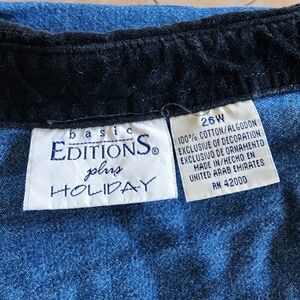 basic
EDITIONS®
plus
HOLIDAY
26W
100% COTTON/ALGODON
EXCLUSIVE OF DECORATION
EXCLUSIVO DE ORNAMENTO
MADE IN/HECHO EN
UNITED ARAB EMIRATES
RN 42000